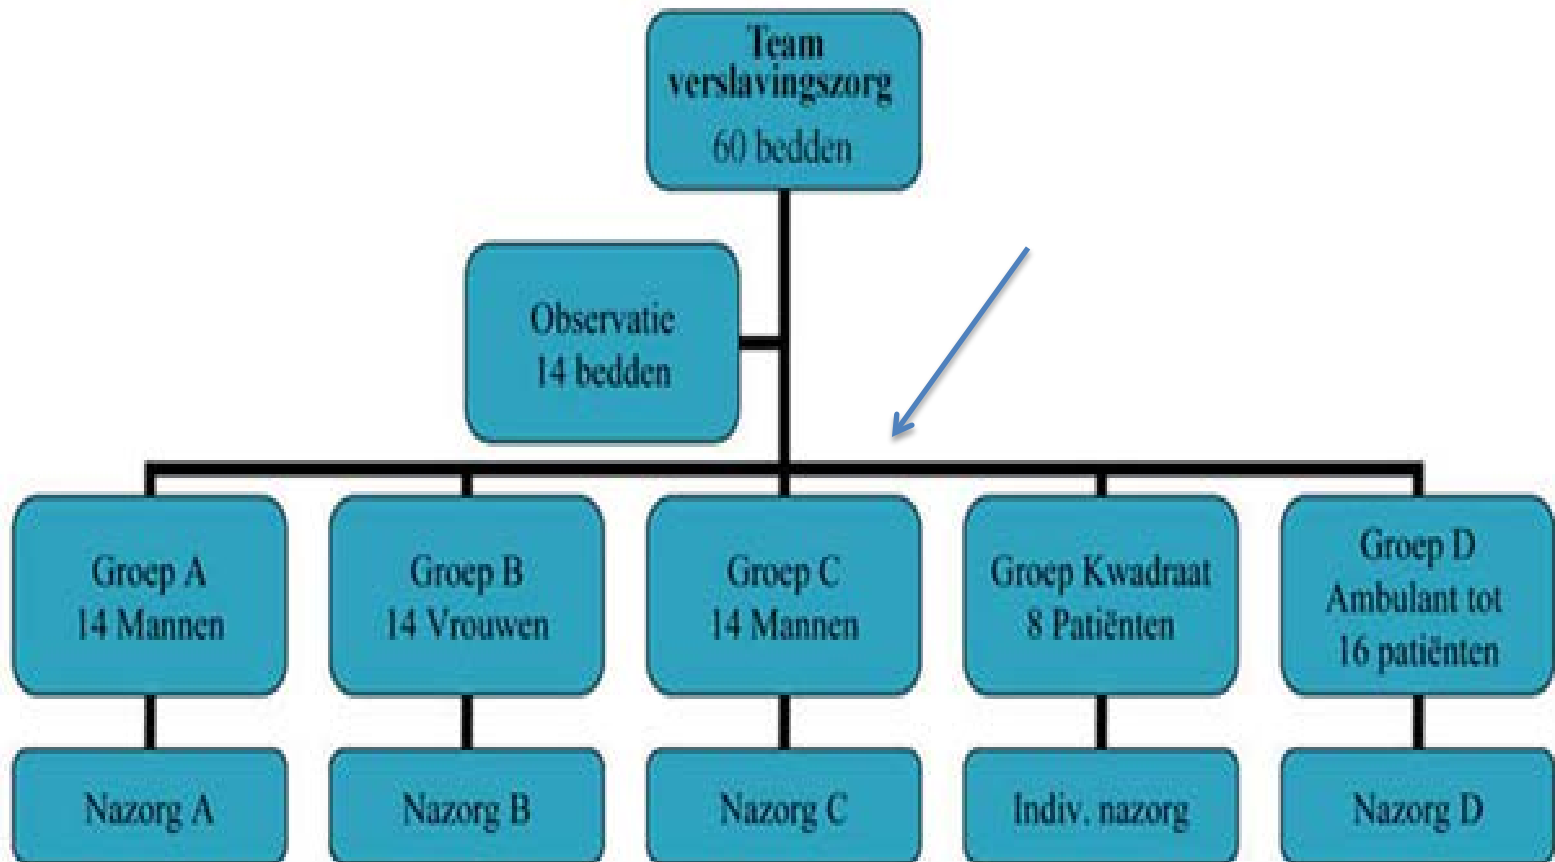 Team
verslavingszorg
60 bedden
Observatie
14 bedden
Groep A
14 Mannen
Groep B
14 Vrouwen
Groep C
14 Mannen
Groep Kwadraat
8 Patiënten
Groep D
Ambulant tot
16 patiënten
Nazorg A
Nazorg B
Nazorg C
Indiv. nazorg
Nazorg D